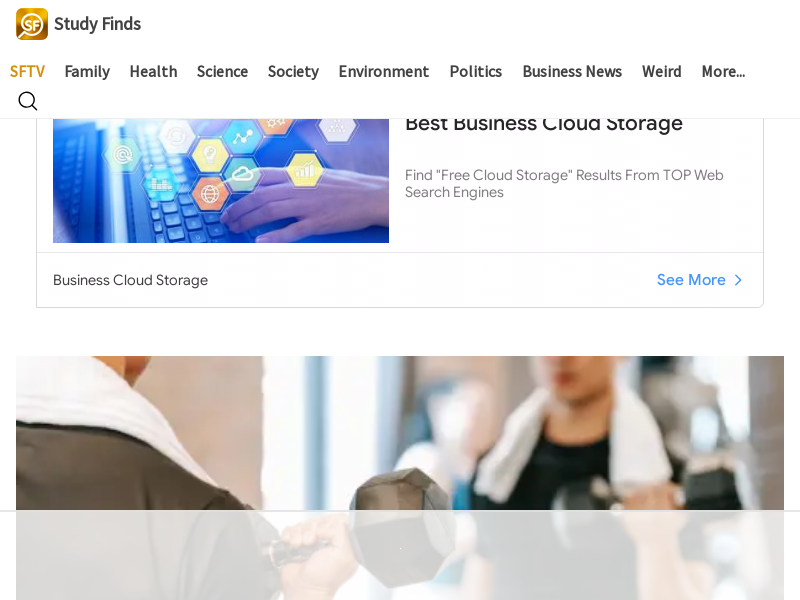 SF Study Finds
SFTV Family Health Science Society Environment Politics Business News Weird More...
Best Business Cloud Storage
Find "Free Cloud Storage" Results From TOP Web
Search Engines
Business Cloud Storage
See More